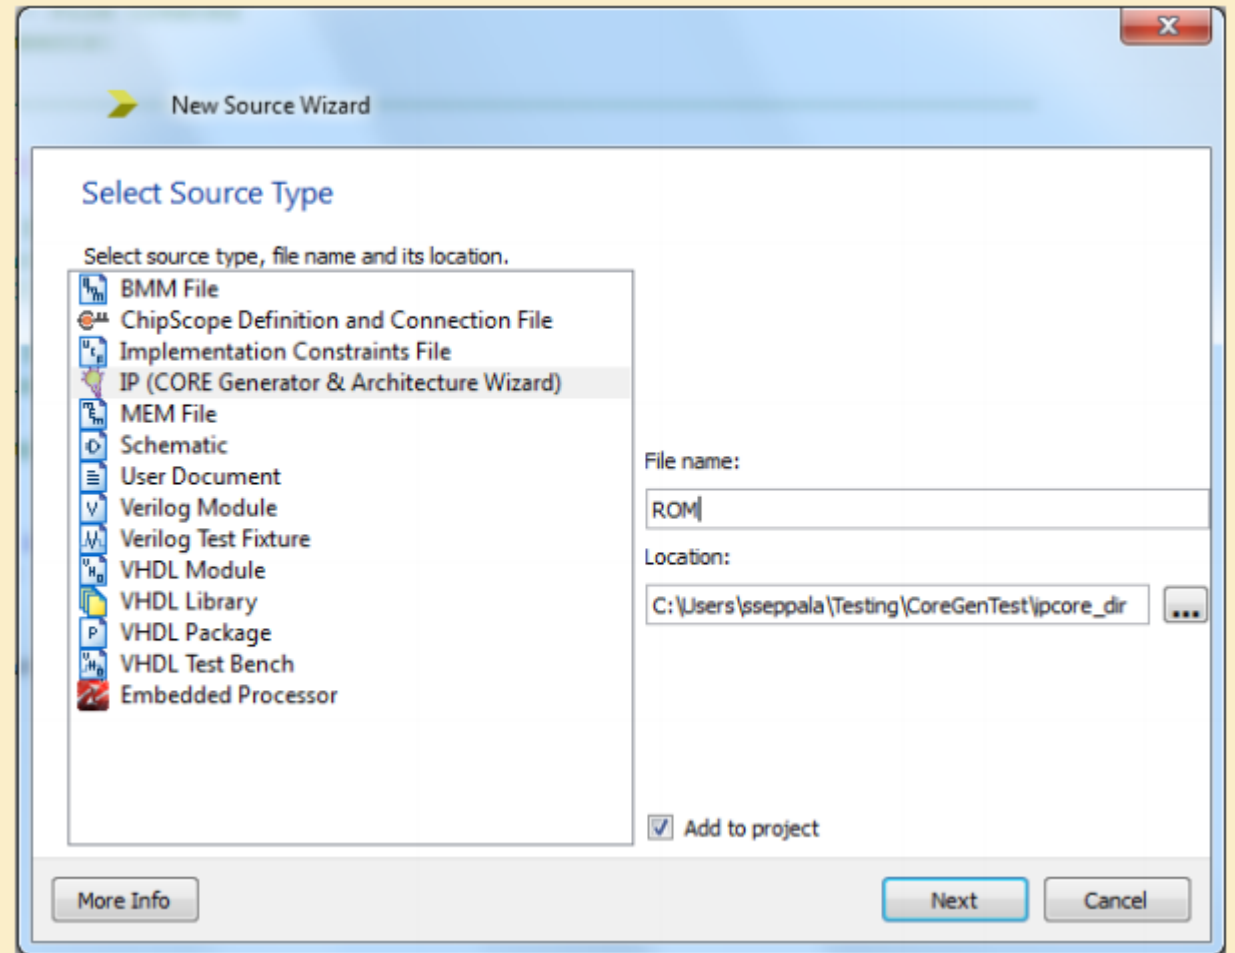 New Source Wizard
Select Source Type
Select source type, file name and its location.
BMM File
ChipScope Definition and Connection File
Implementation Constraints File
IP (CORE Generator & Architecture Wizard)
MEM File
Schematic
User Document
Verilog Module
Verilog Test Fixture
VHDL Module
VHDL Library
VHDL Package
VHDL Test Bench
Embedded Processor
File name:
ROM
Location:
C:\Users\sseppala\Testing\CoreGenTest\ipcore_dir
...
Add to project
More Info
Next
Cancel